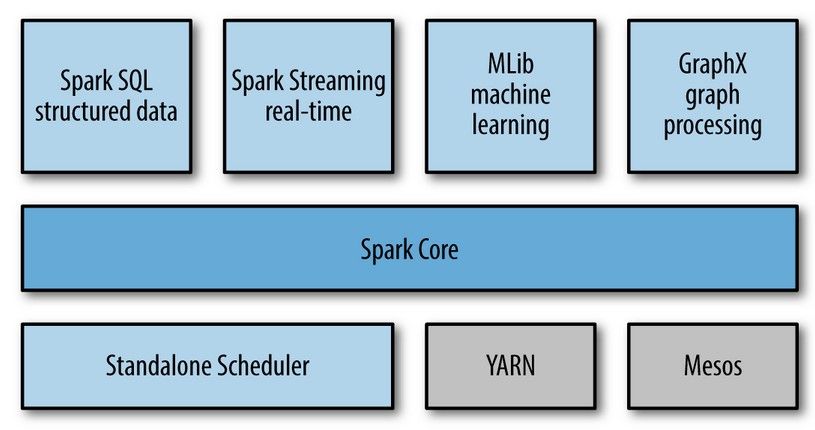 Spark SQL
structured data
Spark Streaming
real-time
MLib
machine
learning
GraphX
graph
processing
Spark Core
Standalone Scheduler
YARN
Mesos